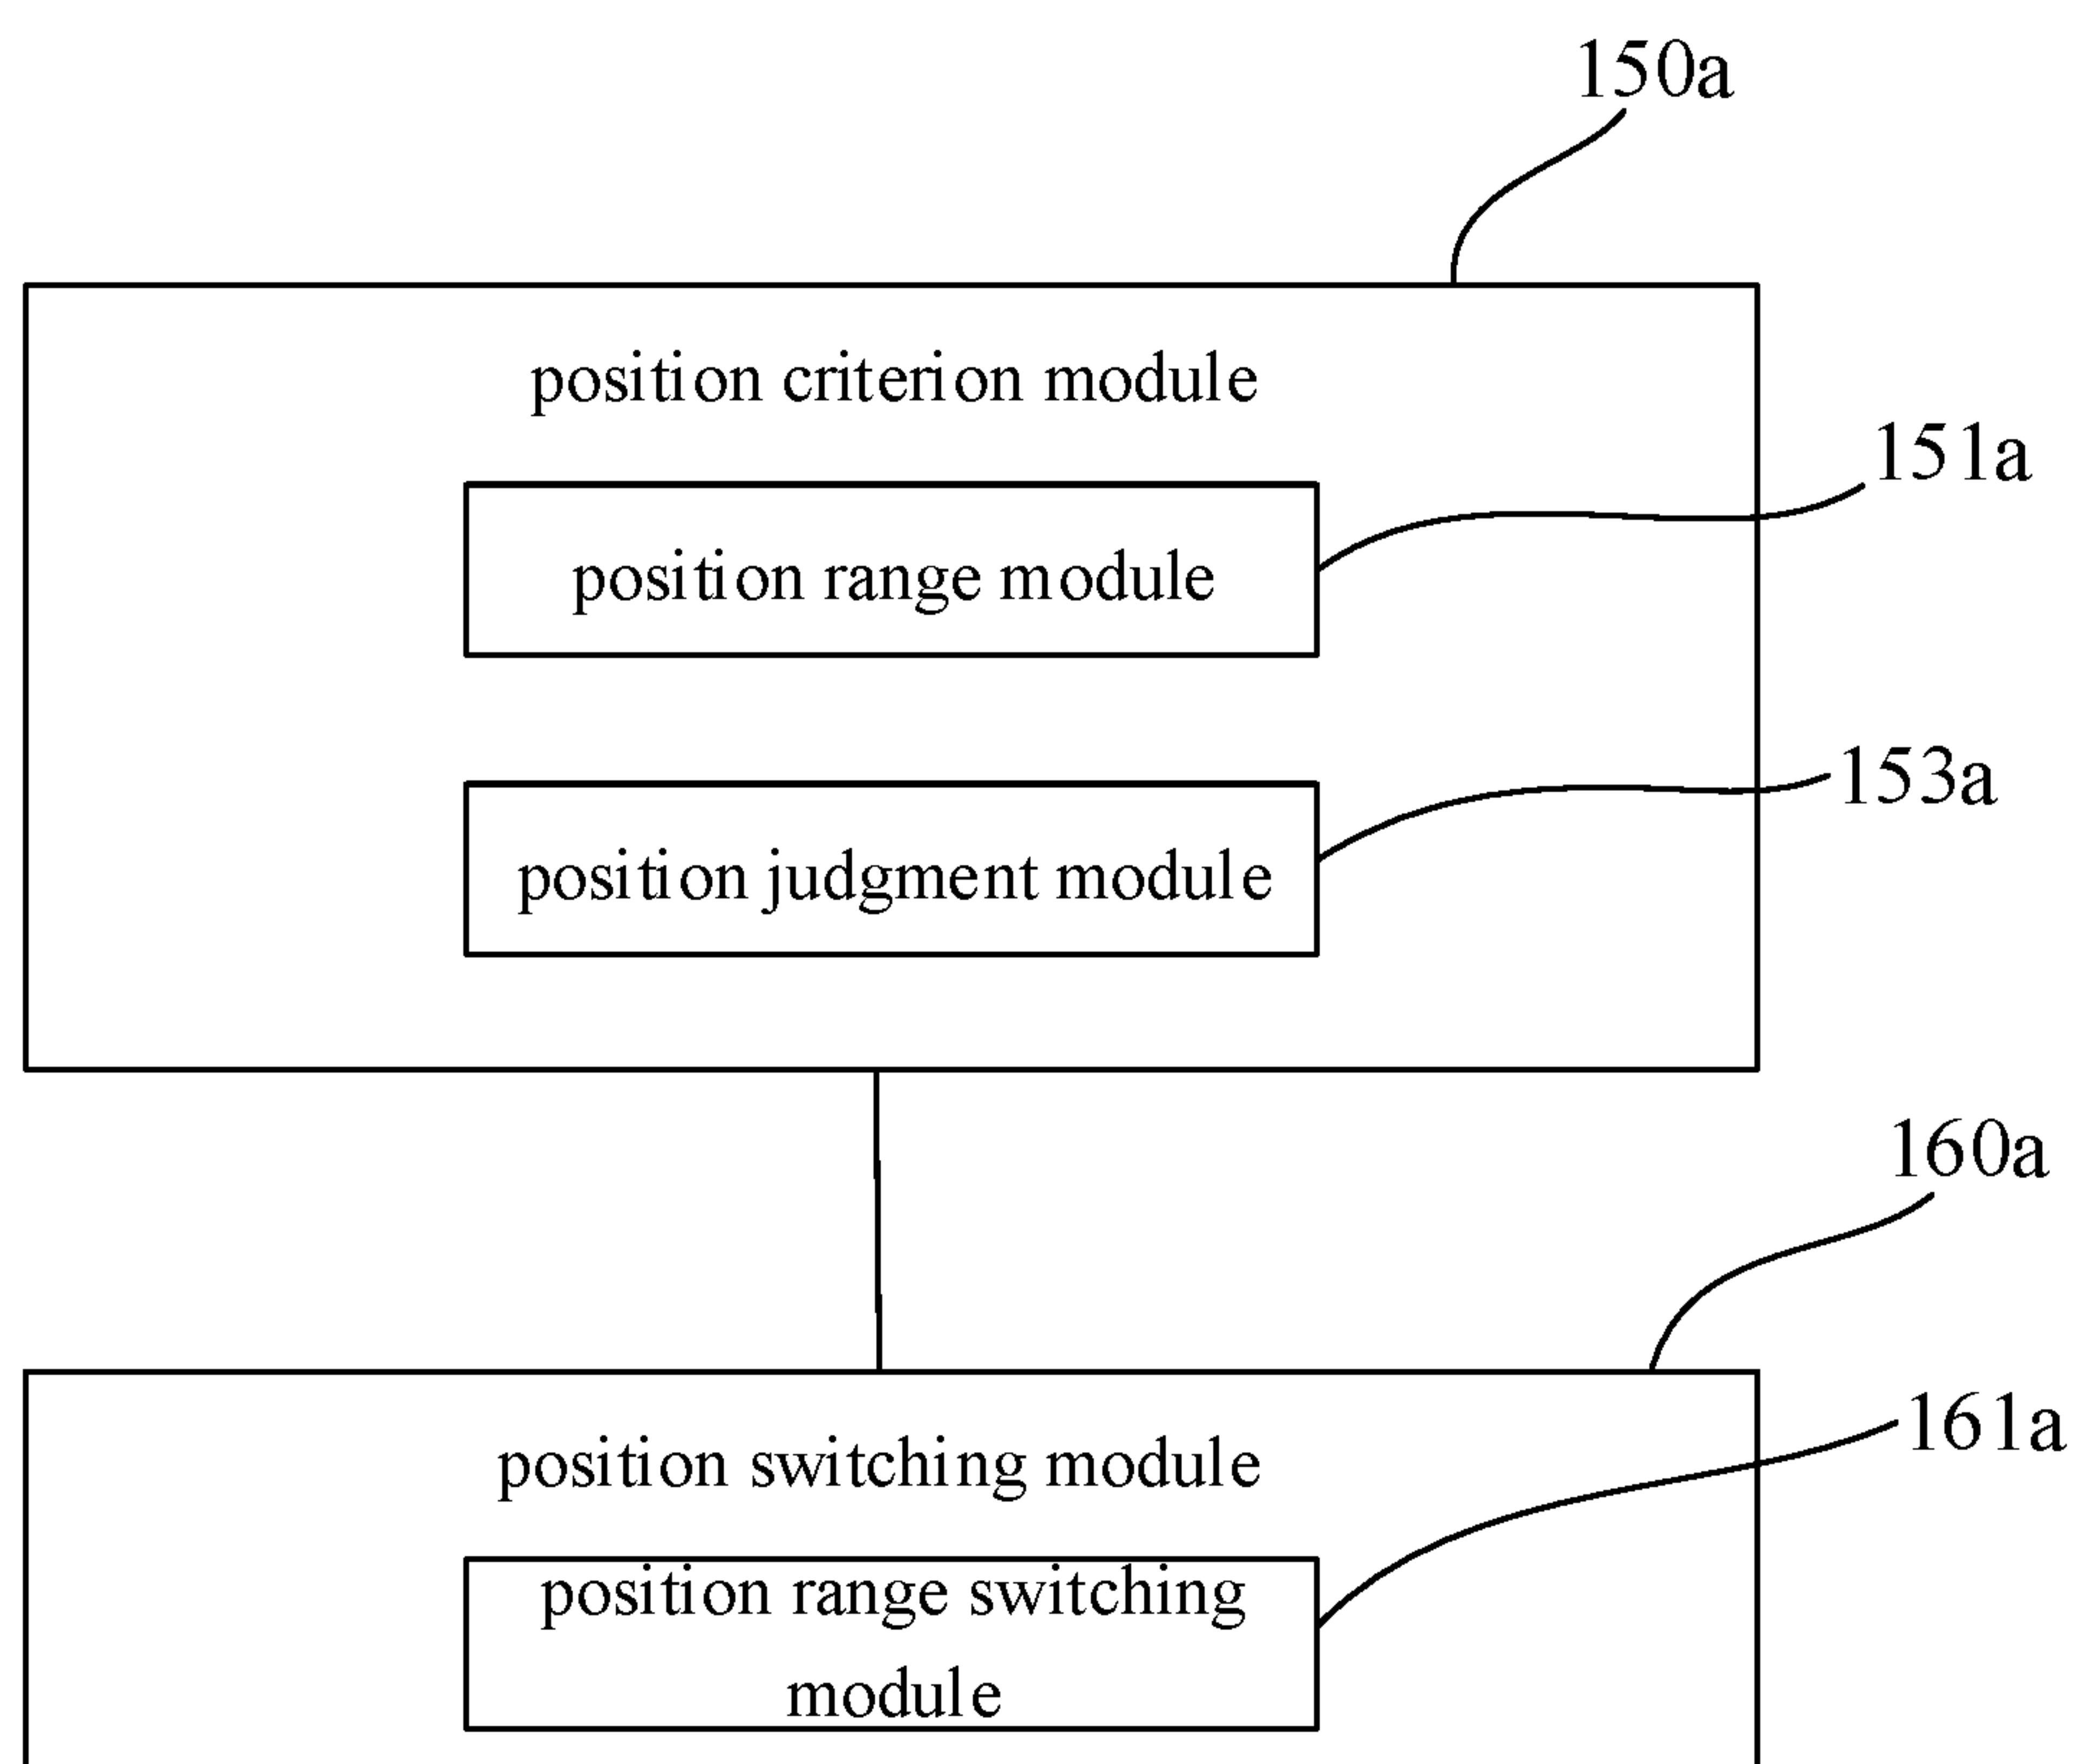 150a
position criterion module
151a
position range module
153a
position judgment module
160a
161a
position switching module
position range switching
module